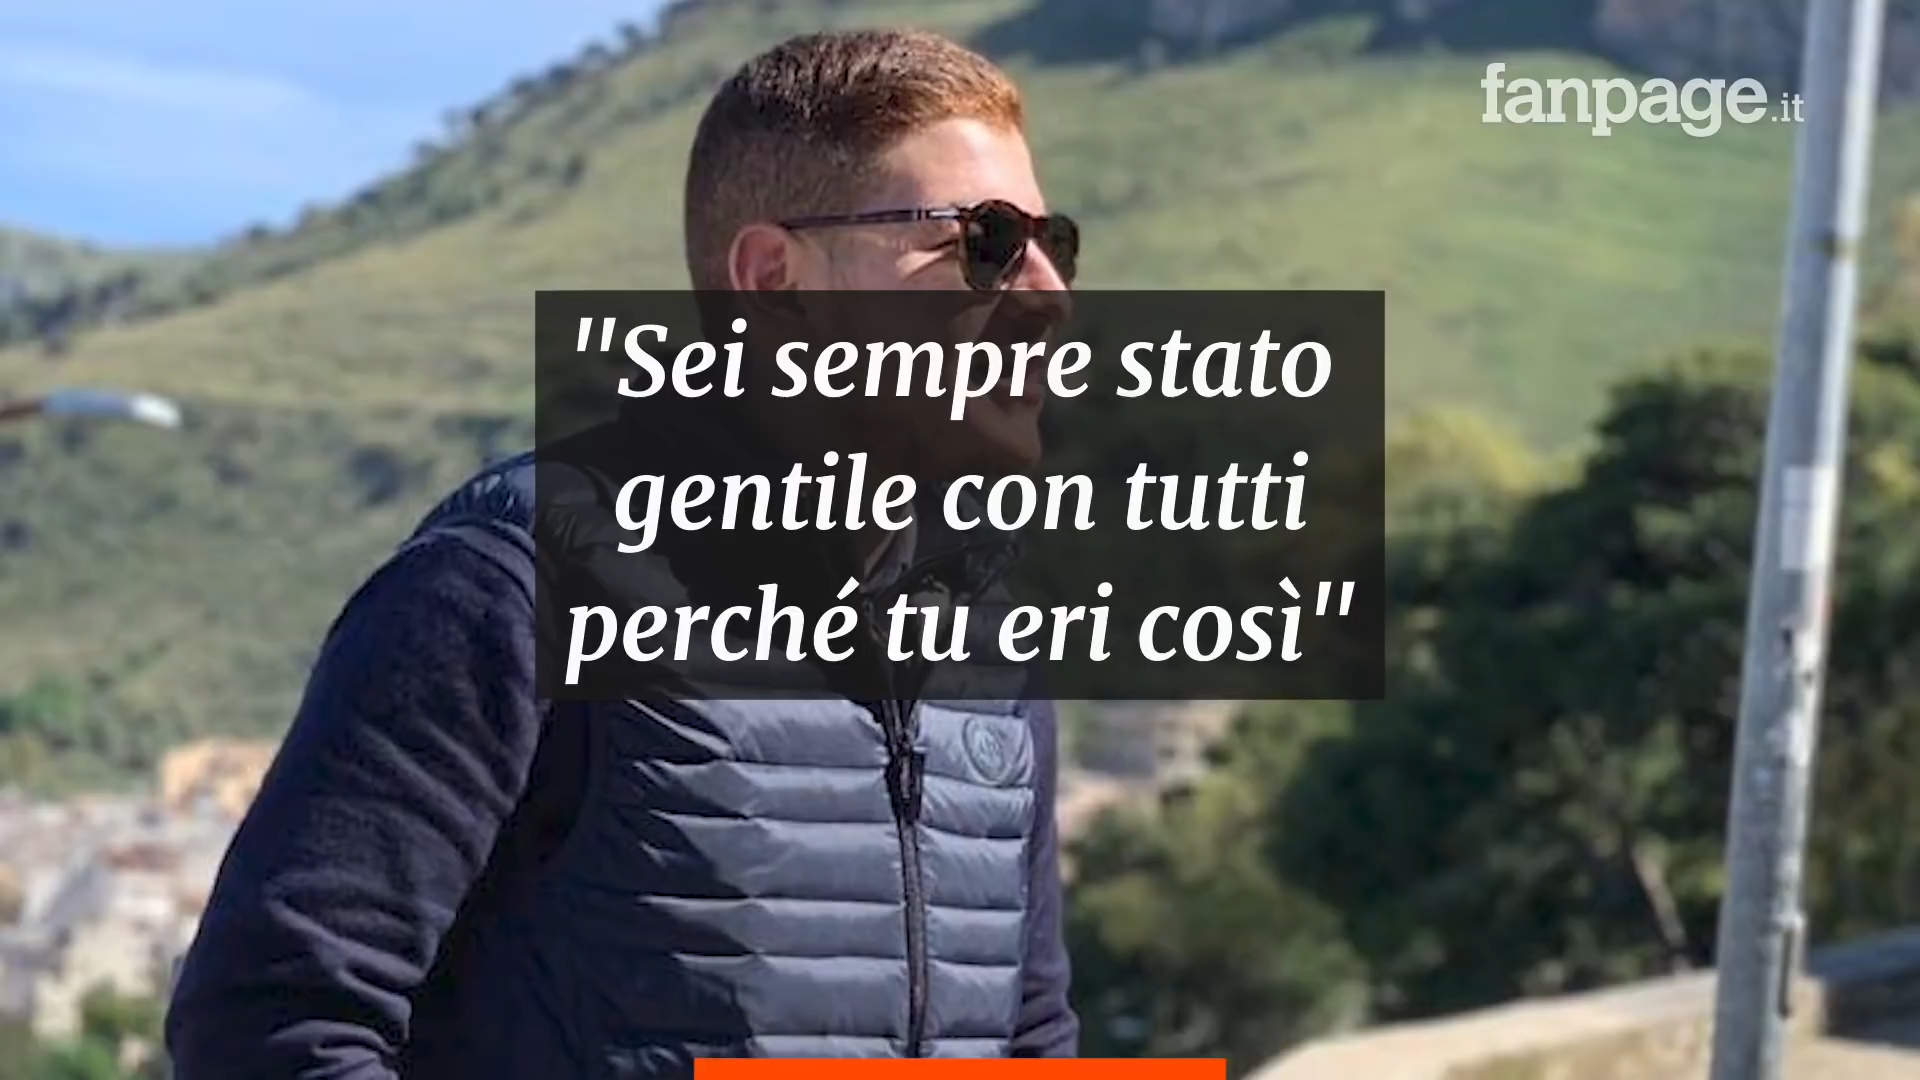 fanpage.it
"Sei sempre stato
gentile con tutti
perché tu eri così"